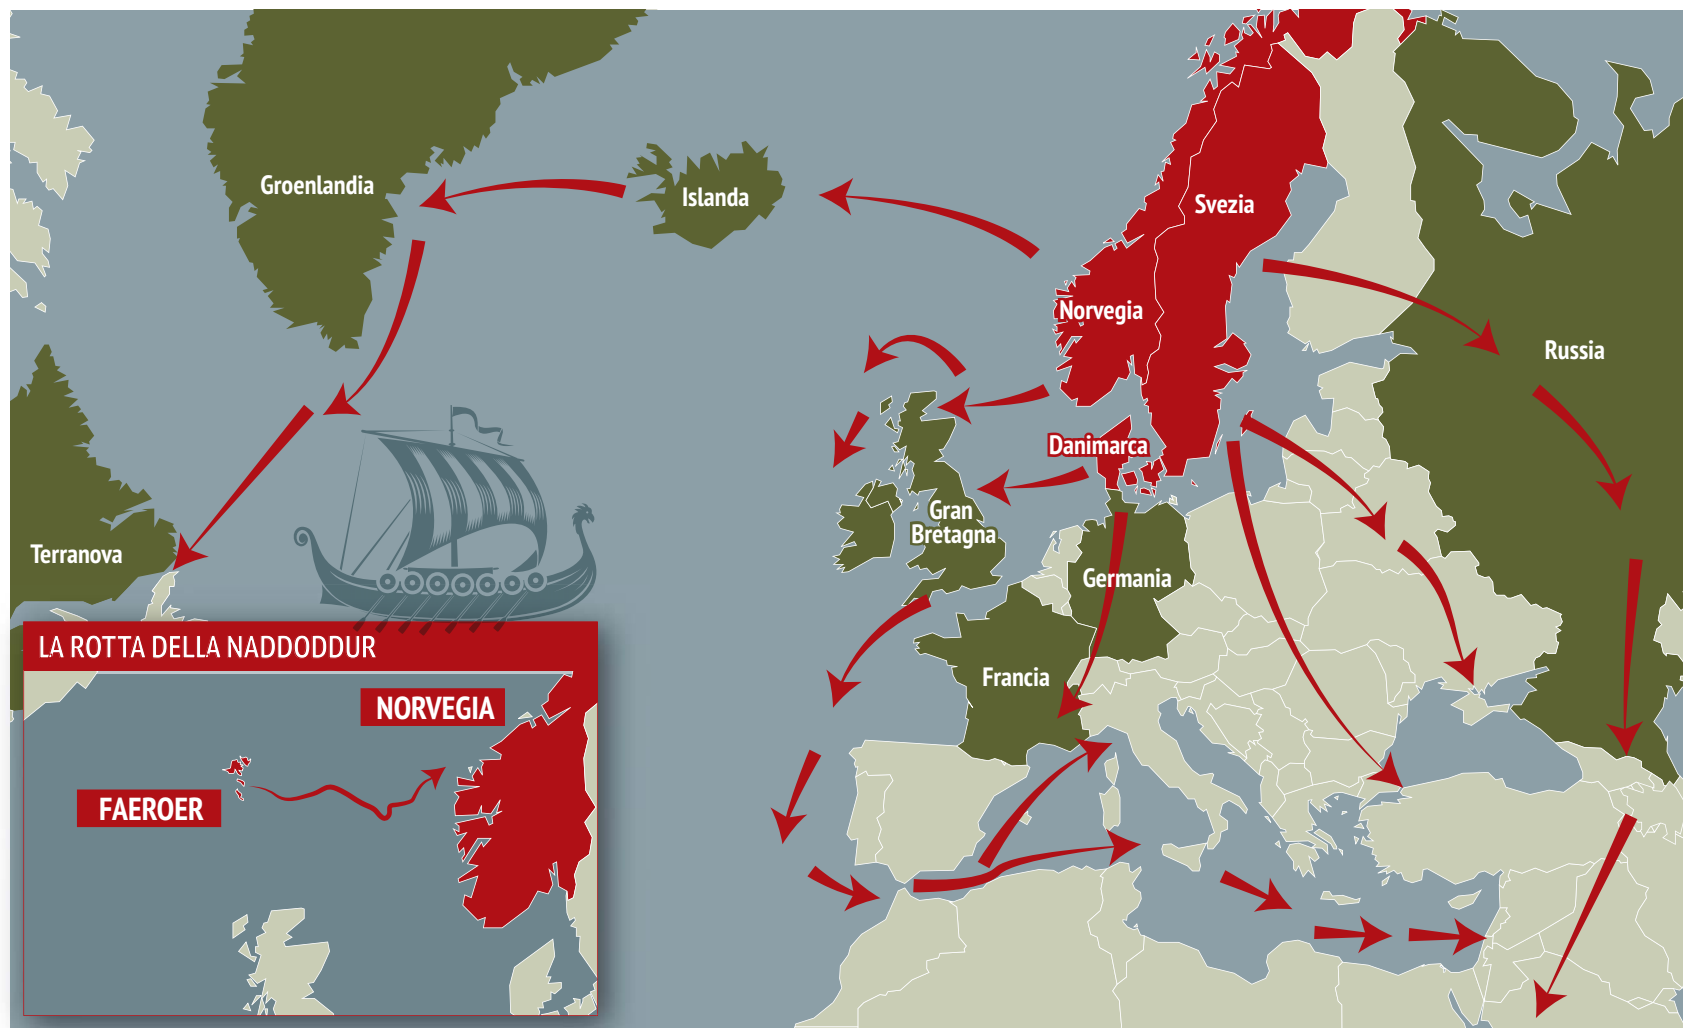 Groenlandia
Islanda
Svezia
Norvegia
Russia
Danimarca
Gran
Bretagna
Terranova
Germania
Francia
LA ROTTA DELLA NADDODDUR
NORVEGIA
FAEROER